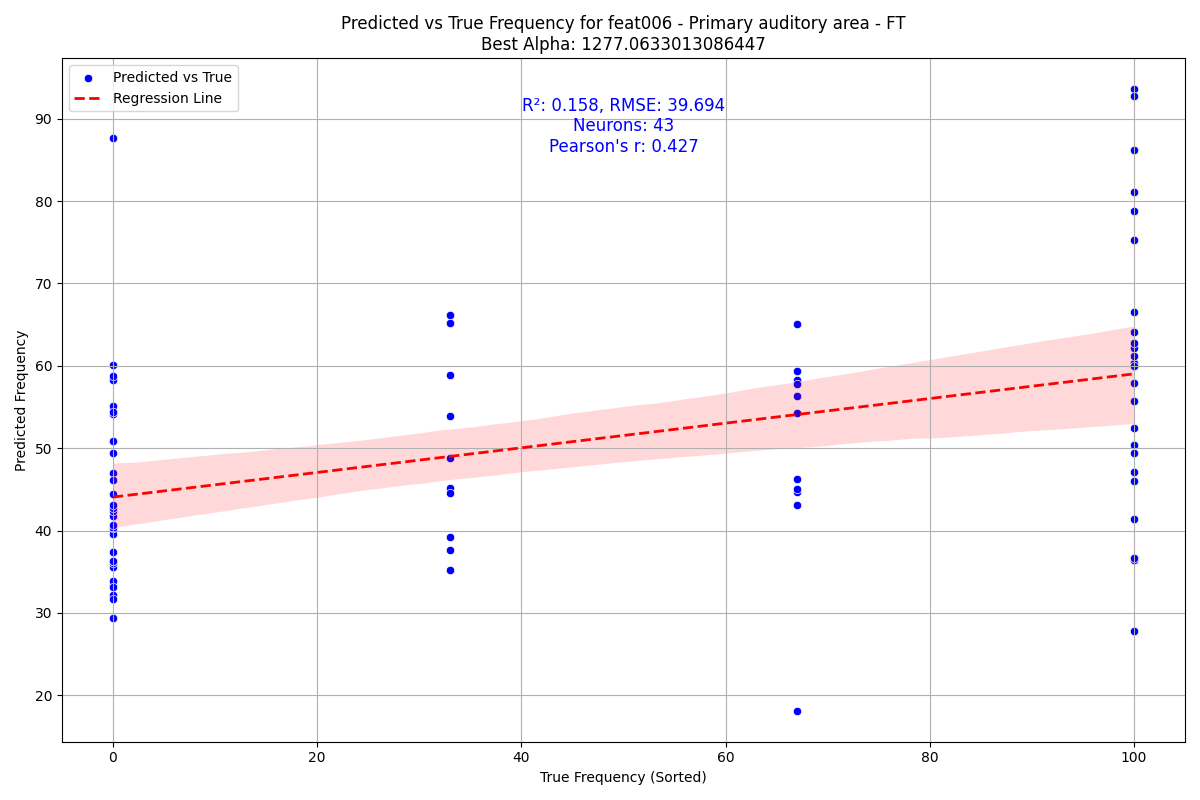 Predicted vs True Frequency for feat006 - Primary auditory area - FT
Best Alpha: 1277.0633013086447
Predicted vs True
Regression Line
R²: 0.158, RMSE: 39.694
Neurons: 43
Pearson's r: 0.427
Predicted Frequency
90
80
70
60
50
40
30
20
0
20
40
60
80
100
True Frequency (Sorted)